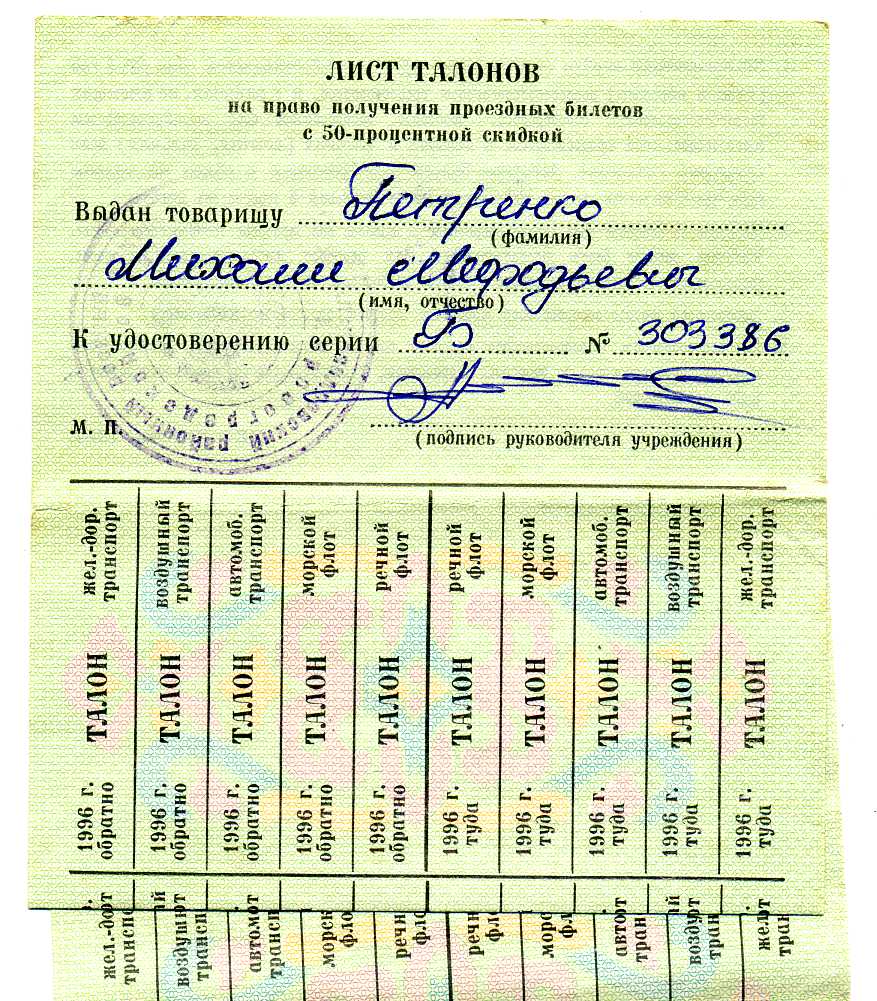 ЛИСТ ТАЛОНОВ
на право получения проездных билетов
с 50-процентной скидкой
Выдан товарищу Петренко
(фамилия)
Михаил Мефодьевич
(имя, отчество)
К удостоверению серии Б № 303386
м. п.
(подпись руководителя учреждения)
жел.-дор. транспорт
ТАЛОН
1996 г. обратно
воздушный транспорт
ТАЛОН
1996 г. обратно
автомоб. транспорт
ТАЛОН
1996 г. обратно
морской флот
ТАЛОН
1996 г. обратно
речной флот
ТАЛОН
1996 г. обратно
речной флот
ТАЛОН
1996 г. туда
морской флот
ТАЛОН
1996 г. туда
автомоб. транспорт
ТАЛОН
1996 г. туда
воздушный транспорт
ТАЛОН
1996 г. туда
жел.-дор. транспорт
ТАЛОН
1996 г. туда